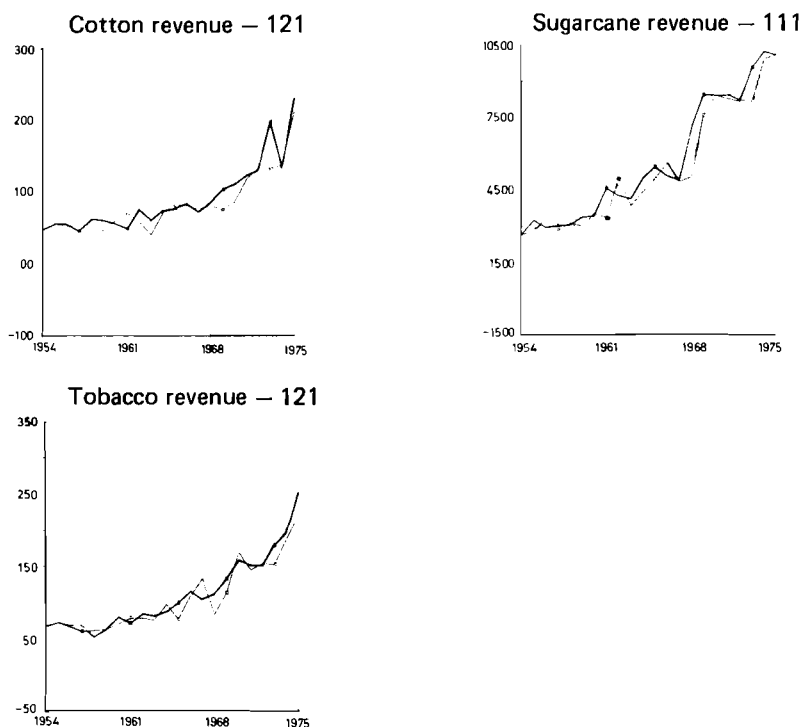 Cotton revenue — 121
300
200
100
00
-100
1954 1961 1968 1975
Sugarcane revenue — 111
10500
7500
4500
1500
-1500
1954 1961 1968 1975
Tobacco revenue — 121
350
250
150
50
-50
1954 1961 1968 1975